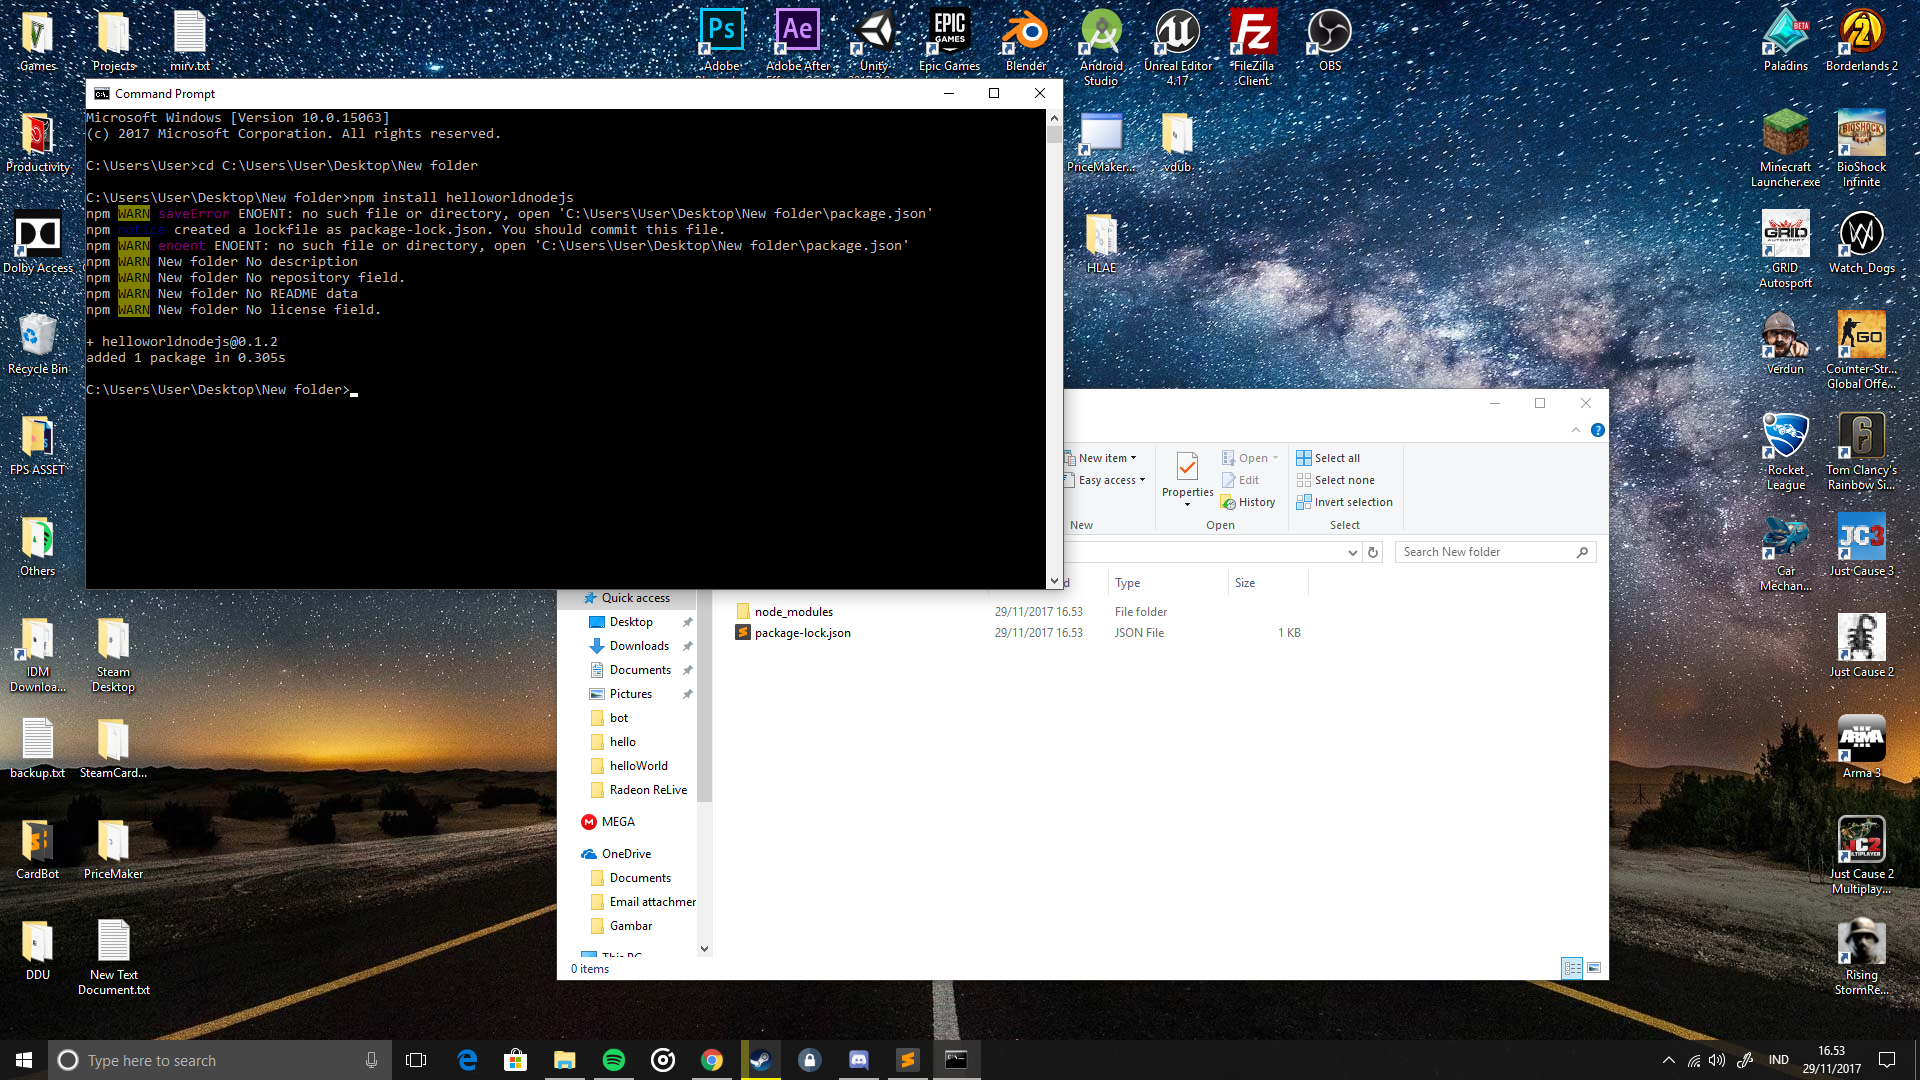 Games
Projects
mirv.txt
Adobe
Adobe After
Unity
Epic Games
Blender
Android
Studio
Unreal Editor
4.17
FileZilla
Client
OBS
Paladins
Borderlands 2
Command Prompt
Microsoft Windows [Version 10.0.15063]
(c) 2017 Microsoft Corporation. All rights reserved.
C:\Users\User>cd C:\Users\User\Desktop\New folder
C:\Users\User\Desktop\New folder>npm install helloworldnodejs
npm WARN saveError ENOENT: no such file or directory, open 'C:\Users\User\Desktop\New folder\package.json'
npm notice created a lockfile as package-lock.json. You should commit this file.
npm WARN enoent ENOENT: no such file or directory, open 'C:\Users\User\Desktop\New folder\package.json'
npm WARN New folder No description
npm WARN New folder No repository field.
npm WARN New folder No README data
npm WARN New folder No license field.
+ helloworldnodejs@0.1.2
added 1 package in 0.305s
C:\Users\User\Desktop\New folder>
Productivity
Dolby Access
Recycle Bin
FPS ASSET
Others
IDM
Downloa...
Steam
Desktop
backup.txt
SteamCard...
CardBot
PriceMaker
DDU
New Text
Document.txt
PriceMaker...
vdub
HLAE
Minecraft
Launcher.exe
BioShock
Infinite
GRID
Autosport
Watch_Dogs
Verdun
Counter-Str...
Global Offe...
Rocket
League
Tom Clancy's
Rainbow Si...
Car
Mechan...
Just Cause 3
Just Cause 2
Arma 3
Just Cause 2
Multiplay...
Rising
StormRe...
New item
Easy access
New
Properties
Open
Edit
History
Open
Select all
Select none
Invert selection
Select
Search New folder
d
Type
Size
node_modules 29/11/2017 16.53 File folder
package-lock.json 29/11/2017 16.53 JSON File 1 KB
Quick access
Desktop
Downloads
Documents
Pictures
bot
hello
helloWorld
Radeon ReLive
MEGA
OneDrive
Documents
Email attachmer
Gambar
This PC
0 items
Type here to search
IND
16.53
29/11/2017